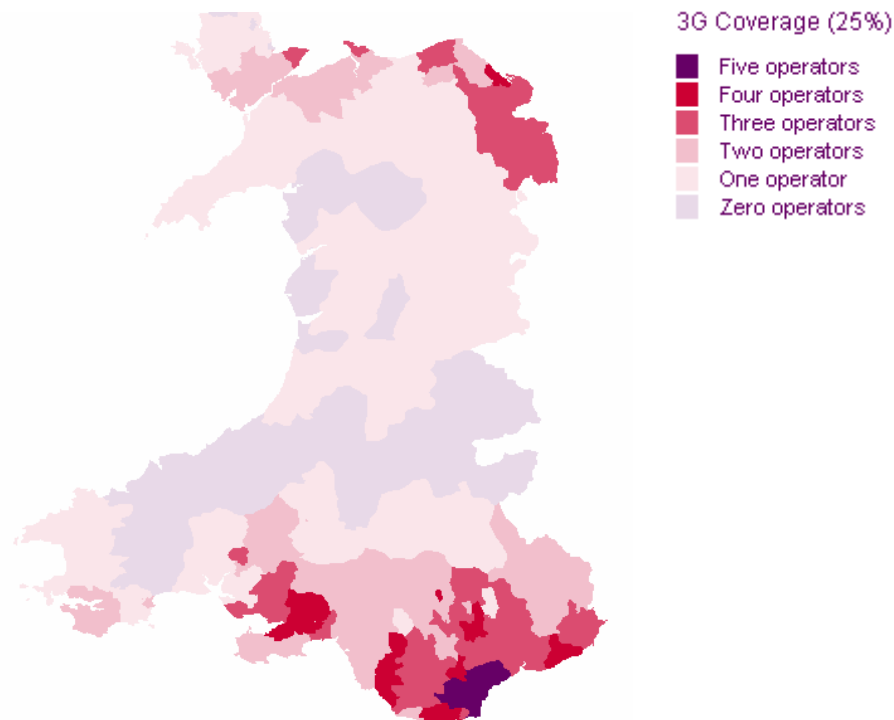 3G Coverage (25%)
Five operators
Four operators
Three operators
Two operators
One operator
Zero operators